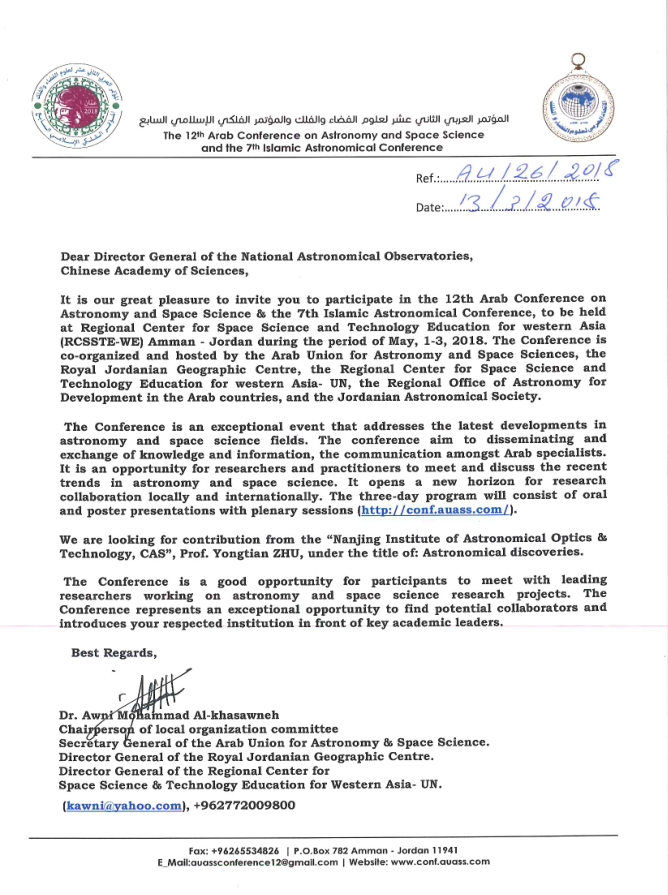 عمان
2018
المؤتمر العربي الثاني عشر لعلوم الفضاء والفلك والمؤتمر الفلكي الإسلامي السابع
The 12th Arab Conference on Astronomy and Space Science
and the 7th Islamic Astronomical Conference
Ref.:....AU/26/2018
Date:......13/3/2018
Dear Director General of the National Astronomical Observatories,
Chinese Academy of Sciences,
It is our great pleasure to invite you to participate in the 12th Arab Conference on
Astronomy and Space Science & the 7th Islamic Astronomical Conference, to be held
at Regional Center for Space Science and Technology Education for western Asia
(RCSSTE-WE) Amman - Jordan during the period of May, 1-3, 2018. The Conference is
co-organized and hosted by the Arab Union for Astronomy and Space Sciences, the
Royal Jordanian Geographic Centre, the Regional Center for Space Science and
Technology Education for western Asia- UN, the Regional Office of Astronomy for
Development in the Arab countries, and the Jordanian Astronomical Society.
The Conference is an exceptional event that addresses the latest developments in
astronomy and space science fields. The conference aim to disseminating and
exchange of knowledge and information, the communication amongst Arab specialists.
It is an opportunity for researchers and practitioners to meet and discuss the recent
trends in astronomy and space science. It opens a new horizon for research
collaboration locally and internationally. The three-day program will consist of oral
and poster presentations with plenary sessions (http://conf.auass.com/).
We are looking for contribution from the “Nanjing Institute of Astronomical Optics &
Technology, CAS”, Prof. Yongtian ZHU, under the title of: Astronomical discoveries.
The Conference is a good opportunity for participants to meet with leading
researchers working on astronomy and space science research projects. The
Conference represents an exceptional opportunity to find potential collaborators and
introduces your respected institution in front of key academic leaders.
Best Regards,
Dr. Awni Mohammad Al-khasawneh
Chairperson of local organization committee
Secretary General of the Arab Union for Astronomy & Space Science.
Director General of the Royal Jordanian Geographic Centre.
Director General of the Regional Center for
Space Science & Technology Education for Western Asia- UN.
(kawni@yahoo.com), +962772009800
Fax: +96265534826 | P.O.Box 782 Amman - Jordan 11941
E_Mail:auassconference12@gmail.com | Website: www.conf.auass.com